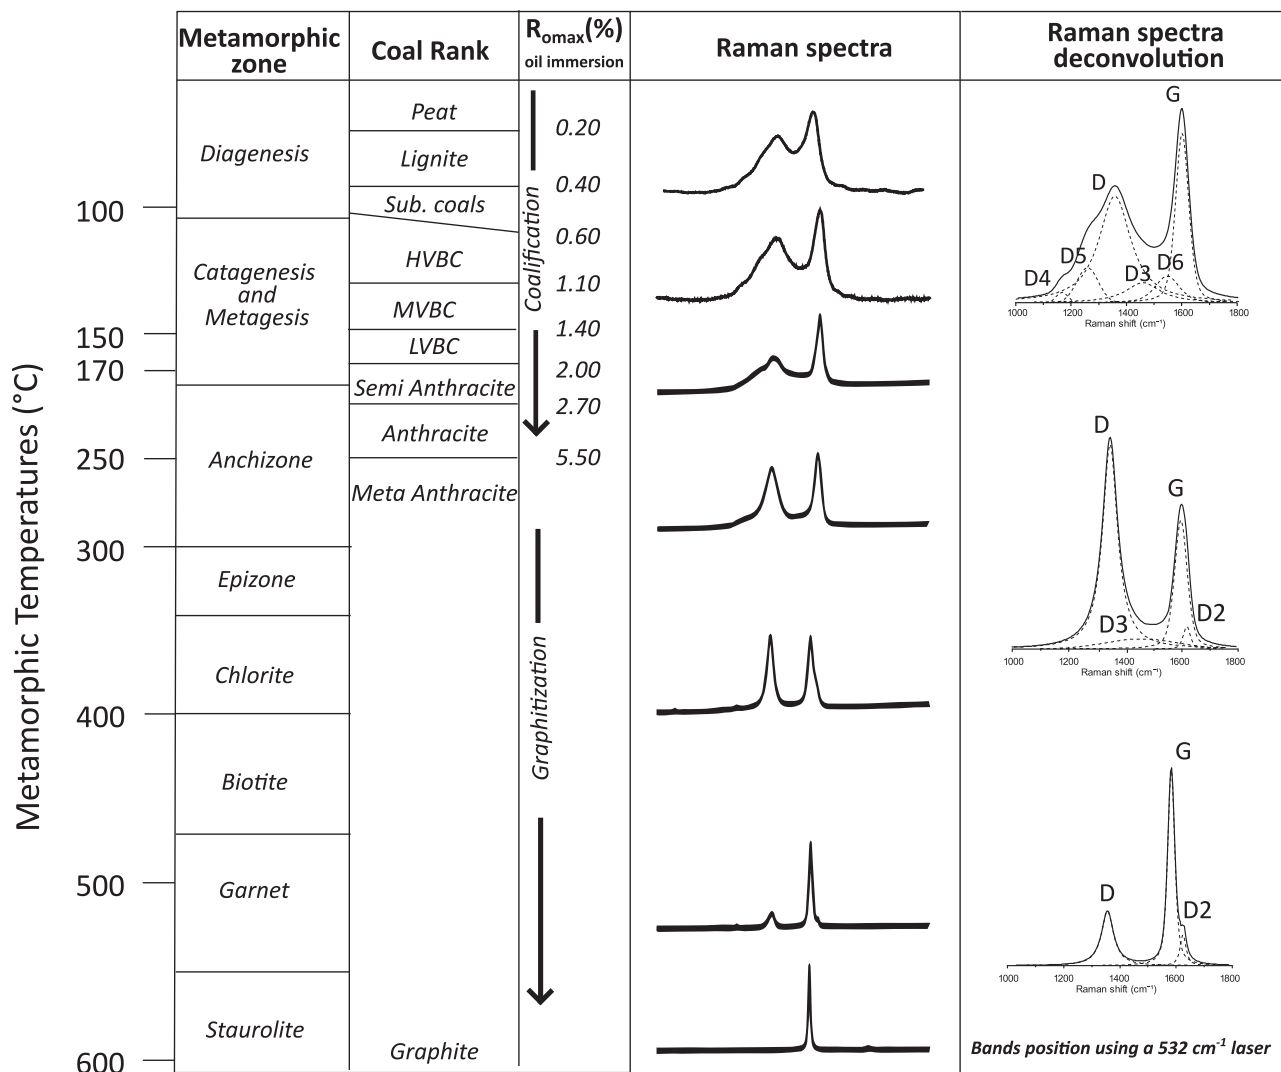 Metamorphic
zone
Coal Rank
Romax(%)
oil immersion
Raman spectra
Raman spectra
deconvolution
Metamorphic Temperatures (°C)
100
150
170
250
300
400
500
600
Diagenesis
Catagenesis
and
Metagesis
Anchizone
Epizone
Chlorite
Biotite
Garnet
Staurolite
Peat
Lignite
Sub. coals
HVBC
MVBC
LVBC
Semi Anthracite
Anthracite
Meta Anthracite
Graphite
Coalification
Graphitization
0.20
0.40
0.60
1.10
1.40
2.00
2.70
5.50
G
D
D5
D4
D3
D6
1000 1200 1400 1600 1800
Raman shift (cm⁻¹)
D
G
D3
D2
1000 1200 1400 1600 1800
Raman shift (cm⁻¹)
G
D
D2
1000 1200 1400 1600 1800
Raman shift (cm⁻¹)
Bands position using a 532 cm⁻¹ laser